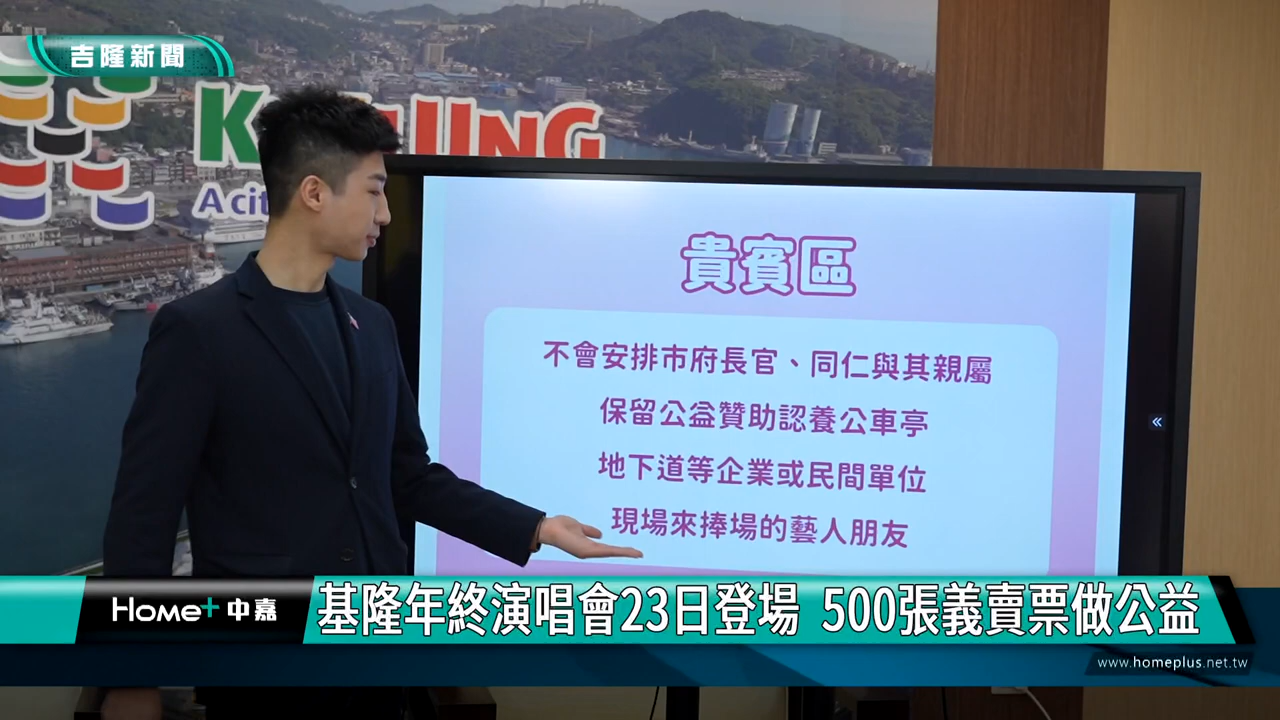 吉隆新聞
K
UNG
A cit
貴賓區
不會安排市府長官、同仁與其親屬
保留公益贊助認養公車亭
地下道等企業或民間單位
現場來捧場的藝人朋友
«
Home+中嘉
基隆年終演唱會23日登場 500張義賣票做公益
www.homeplus.net.tw